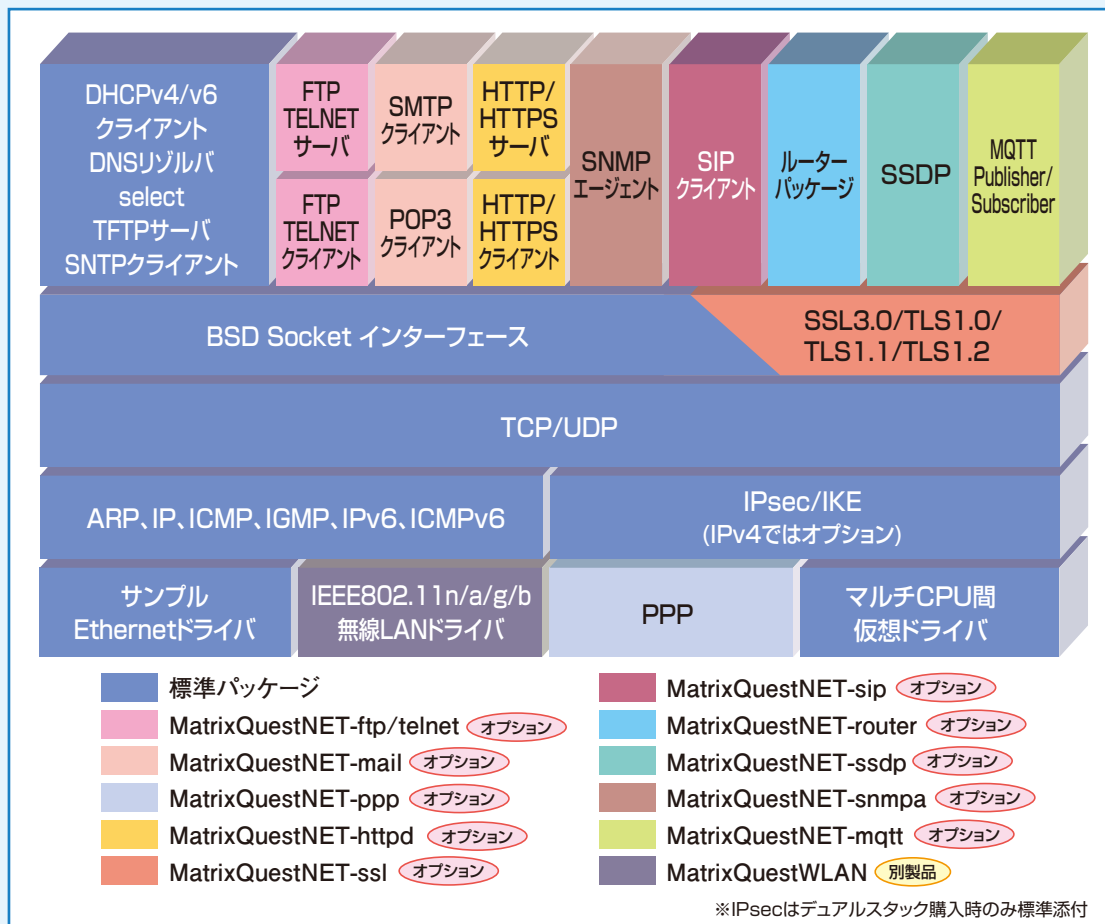 DHCPv4/v6
クライアント
DNSリゾルバ
select
TFTPサーバ
SNTPクライアント
FTP
TELNET
サーバ
FTP
TELNET
クライアント
SMTP
クライアント
POP3
クライアント
HTTP/
HTTPS
サーバ
HTTP/
HTTPS
クライアント
SNMP
エージェント
SIP
クライアント
ルーター
パッケージ
SSDP
MQTT
Publisher/
Subscriber
BSD Socket インターフェース
SSL3.0/TLS1.0/
TLS1.1/TLS1.2
TCP/UDP
ARP、IP、ICMP、IGMP、IPv6、ICMPv6
IPsec/IKE
(IPv4ではオプション)
サンプル
Ethernetドライバ
IEEE802.11n/a/g/b
無線LANドライバ
PPP
マルチCPU間
仮想ドライバ
標準パッケージ
MatrixQuestNET-ftp/telnet オプション
MatrixQuestNET-mail オプション
MatrixQuestNET-ppp オプション
MatrixQuestNET-httpd オプション
MatrixQuestNET-ssl オプション
MatrixQuestNET-sip オプション
MatrixQuestNET-router オプション
MatrixQuestNET-ssdp オプション
MatrixQuestNET-snmpa オプション
MatrixQuestNET-mqtt オプション
MatrixQuestWLAN 別製品
※IPsecはデュアルスタック購入時のみ標準添付